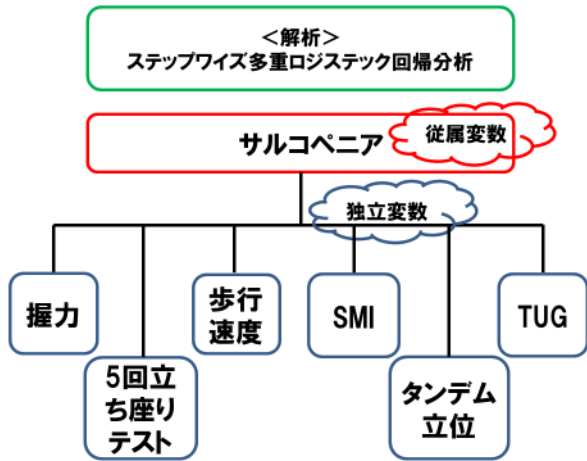 ＜解析＞
ステップワイズ多重ロジステック回帰分析
サルコペニア
従属変数
独立変数
握力
5回立
ち座り
テスト
歩行
速度
SMI
タンデム
立位
TUG